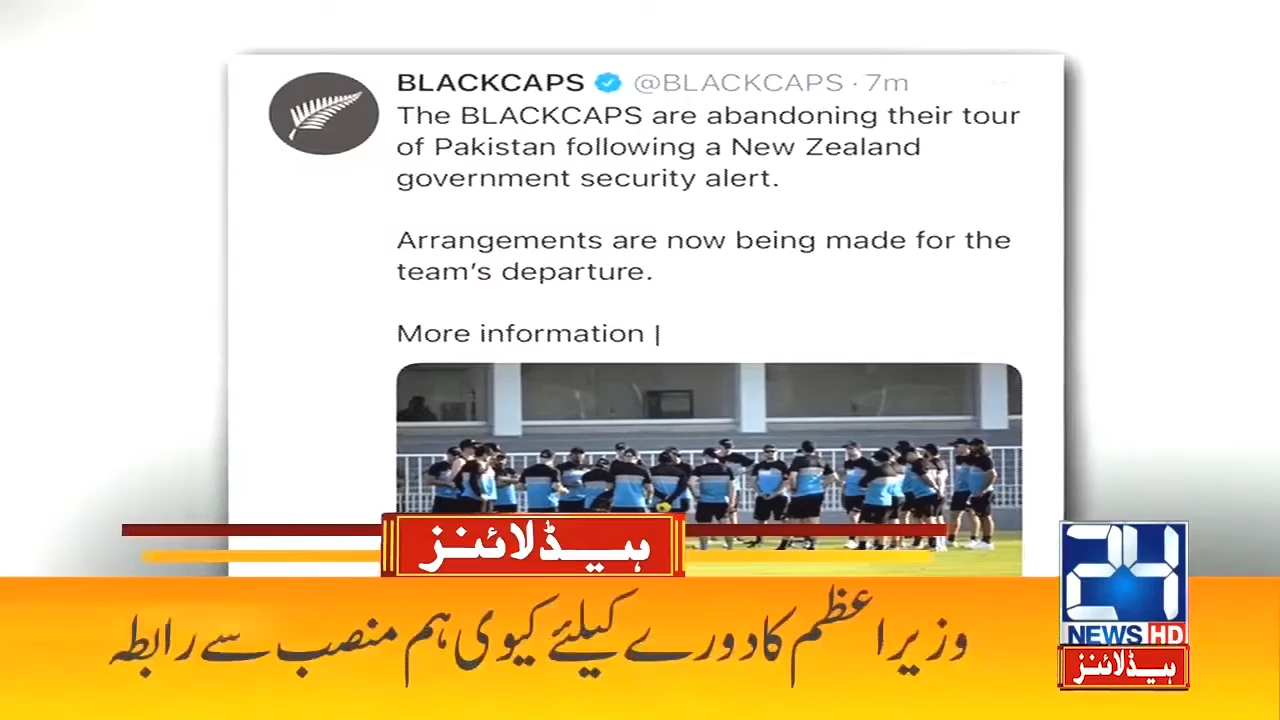 BLACKCAPS @BLACKCAPS · 7m
The BLACKCAPS are abandoning their tour
of Pakistan following a New Zealand
government security alert.
Arrangements are now being made for the
team's departure.
More information |
ہیڈلائنز
وزیراعظم کا دورے کیلئے کیوی ہم منصب سے رابطہ
24
NEWS HD
ہیڈلائنز